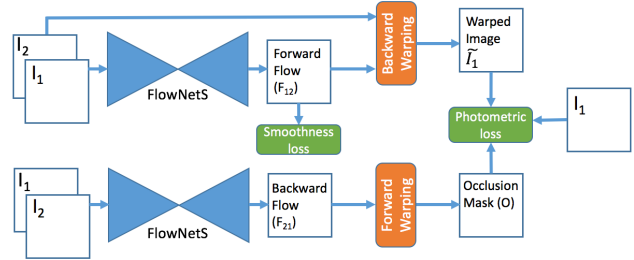 I2
I1
FlowNetS
Forward
Flow
(F12)
Smoothness
loss
Backward
Warping
Warped
Image
Ĩ1
Photometric
loss
I1
I1
I2
FlowNetS
Backward
Flow
(F21)
Forward
Warping
Occlusion
Mask (O)